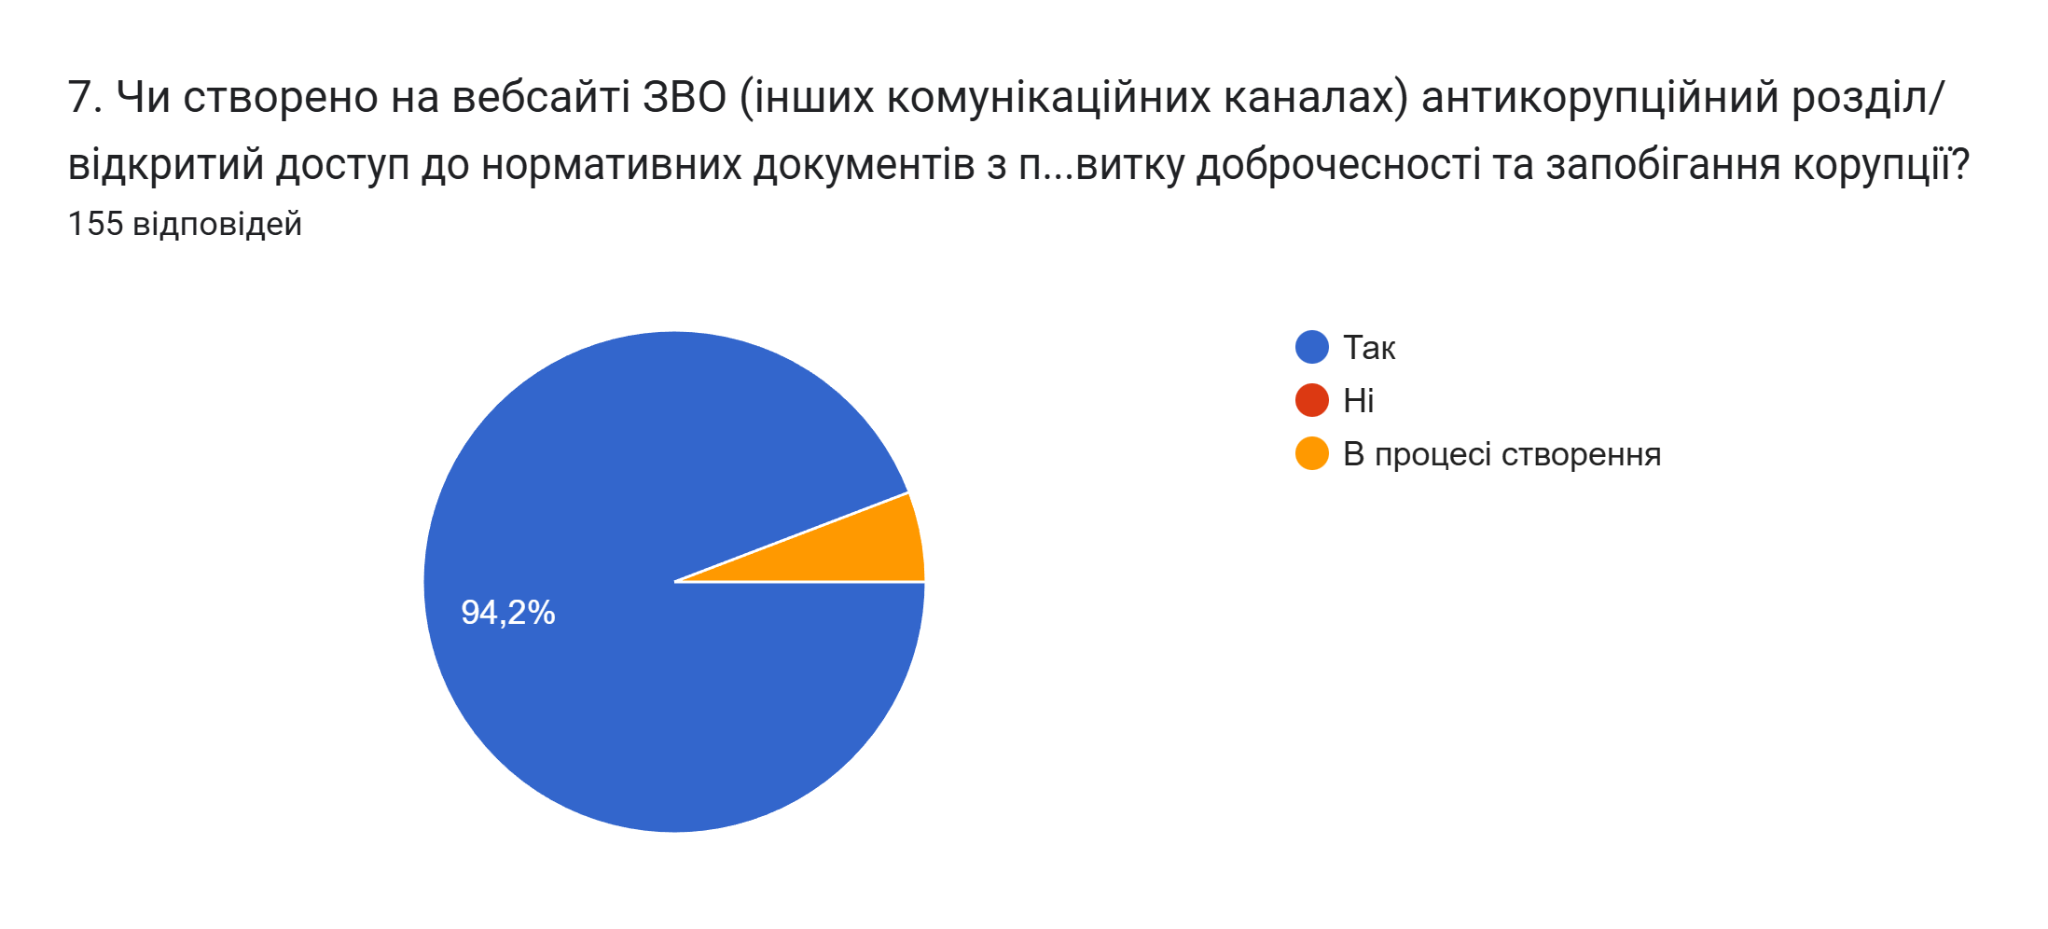 7. Чи створено на вебсайті ЗВО (інших комунікаційних каналах) антикорупційний розділ/
відкритий доступ до нормативних документів з п...витку доброчесності та запобігання корупції?
155 відповідей
Так
Ні
В процесі створення
94,2%